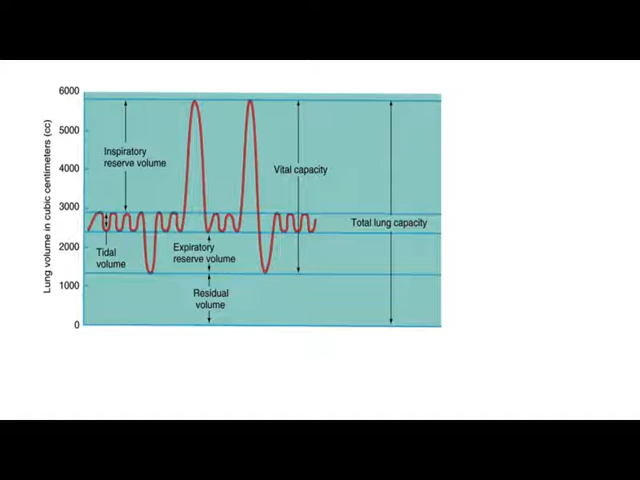 Lung volume in cubic centimeters (cc)
6000
5000
4000
3000
2000
1000
0
Inspiratory
reserve volume
Vital capacity
Total lung capacity
Tidal
volume
Expiratory
reserve volume
Residual
volume